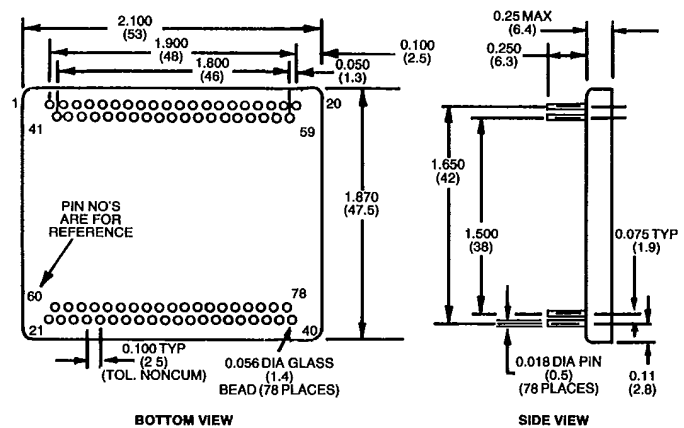 2.100
(53)
1.900
(48)
1.800
(46)
0.100
(2.5)
0.050
(1.3)
1
20
41
59
PIN NO'S
ARE FOR
REFERENCE
1.870
(47.5)
60
78
21
40
0.100 TYP
(2 5)
(TOL. NONCUM)
0.056 DIA GLASS
(1.4)
BEAD (78 PLACES)
BOTTOM VIEW
0.25 MAX
(6.4)
0.250
(6.3)
1.650
(42)
1.500
(38)
0.075 TYP
(1.9)
0.018 DIA PIN
(0.5)
(78 PLACES)
0.11
(2.8)
SIDE VIEW